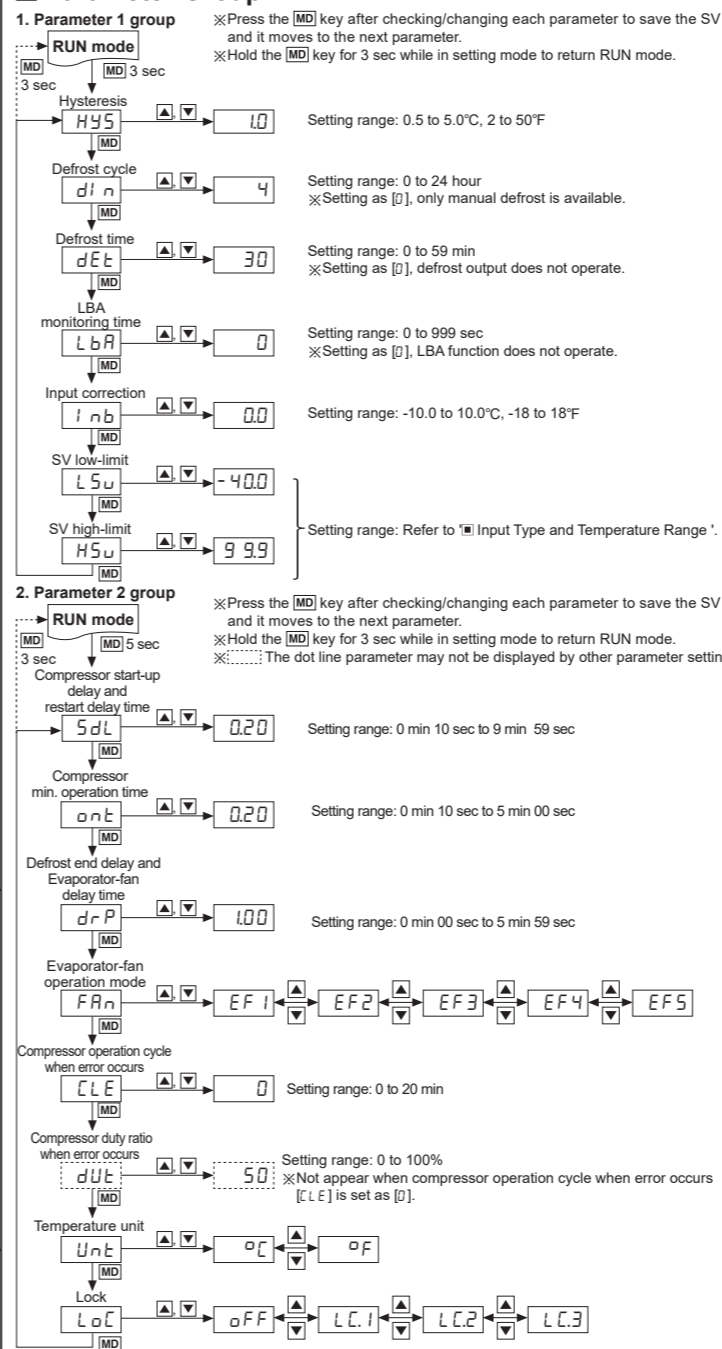 1. Parameter 1 group
※Press the MD key after checking/changing each parameter to save the SV
and it moves to the next parameter.
※Hold the MD key for 3 sec while in setting mode to return RUN mode.
RUN mode
MD
3 sec
MD 3 sec
Hysteresis
HYS
▲, ▼
1.0
Setting range: 0.5 to 5.0℃, 2 to 50℉
MD
Defrost cycle
dIn
▲, ▼
4
Setting range: 0 to 24 hour
※Setting as [0], only manual defrost is available.
MD
Defrost time
dEt
▲, ▼
30
Setting range: 0 to 59 min
※Setting as [0], defrost output does not operate.
MD
LBA
monitoring time
LbA
▲, ▼
0
Setting range: 0 to 999 sec
※Setting as [0], LBA function does not operate.
MD
Input correction
Inb
▲, ▼
0.0
Setting range: -10.0 to 10.0℃, -18 to 18℉
MD
SV low-limit
LSu
▲, ▼
-40.0
MD
Setting range: Refer to '▣ Input Type and Temperature Range '.
SV high-limit
HSu
▲, ▼
99.9
MD
2. Parameter 2 group
※Press the MD key after checking/changing each parameter to save the SV
and it moves to the next parameter.
※Hold the MD key for 3 sec while in setting mode to return RUN mode.
※ The dot line parameter may not be displayed by other parameter settin
RUN mode
MD
3 sec
MD 5 sec
Compressor start-up
delay and
restart delay time
SdL
▲, ▼
0.20
Setting range: 0 min 10 sec to 9 min 59 sec
MD
Compressor
min. operation time
ont
▲, ▼
0.20
Setting range: 0 min 10 sec to 5 min 00 sec
MD
Defrost end delay and
Evaporator-fan
delay time
drP
▲, ▼
1.00
Setting range: 0 min 00 sec to 5 min 59 sec
MD
Evaporator-fan
operation mode
FAn
▲, ▼
EF1 ▲ ▼ EF2 ▲ ▼ EF3 ▲ ▼ EF4 ▲ ▼ EF5
MD
Compressor operation cycle
when error occurs
CLE
▲, ▼
0
Setting range: 0 to 20 min
MD
Compressor duty ratio
when error occurs
dUt
▲, ▼
50
Setting range: 0 to 100%
※Not appear when compressor operation cycle when error occurs
[CLE] is set as [0].
MD
Temperature unit
Unt
▲, ▼
oC ▲ ▼ oF
MD
Lock
LoC
▲, ▼
oFF ▲ ▼ LC.1 ▲ ▼ LC.2 ▲ ▼ LC.3
MD